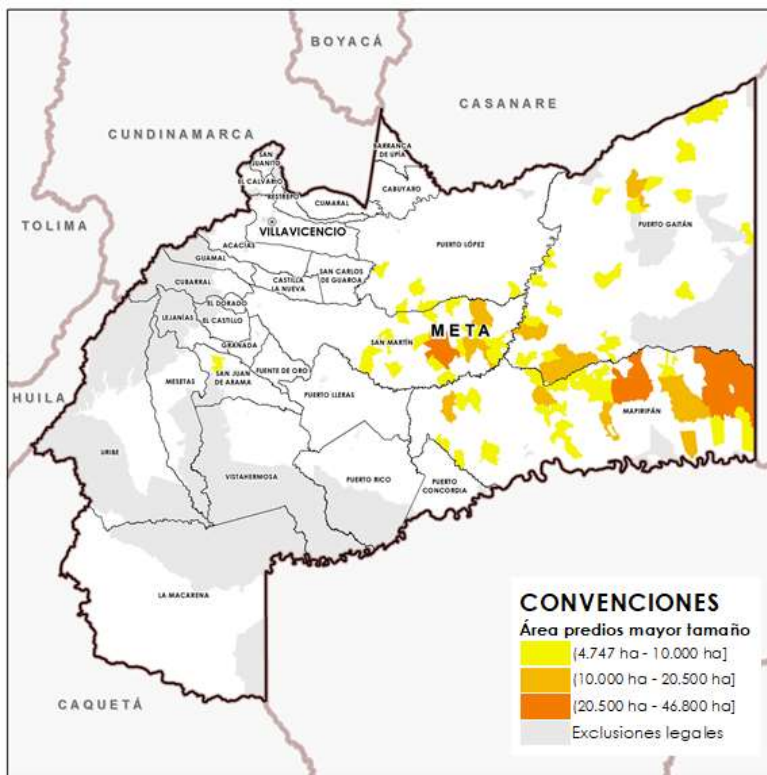 BOYACÁ
CASANARE
CUNDINAMARCA
BARRANCA
DE UPÍA
SAN
JUANITO
EL CALVARIO
CABUYARO
RESTREPO
CUMARAL
TOLIMA
PUERTO GAITÁN
VILLAVICENCIO
PUERTO LÓPEZ
ACACÍAS
GUAMAL
SAN CARLOS
DE GUAROA
CASTILLA
LA NUEVA
CUBARRAL
EL DORADO
LEJANÍAS
EL CASTILLO
META
SAN MARTÍN
GRANADA
FUENTE DE ORO
SAN JUAN
DE ARAMA
MESETAS
HUILA
PUERTO LLERAS
MAPIRIPÁN
URIBE
VISTAHERMOSA
PUERTO RICO
PUERTO
CONCORDIA
LA MACARENA
CAQUETÁ
CONVENCIONES
Área predios mayor tamaño
(4.747 ha - 10.000 ha]
(10.000 ha - 20.500 ha]
(20.500 ha - 46.800 ha]
Exclusiones legales